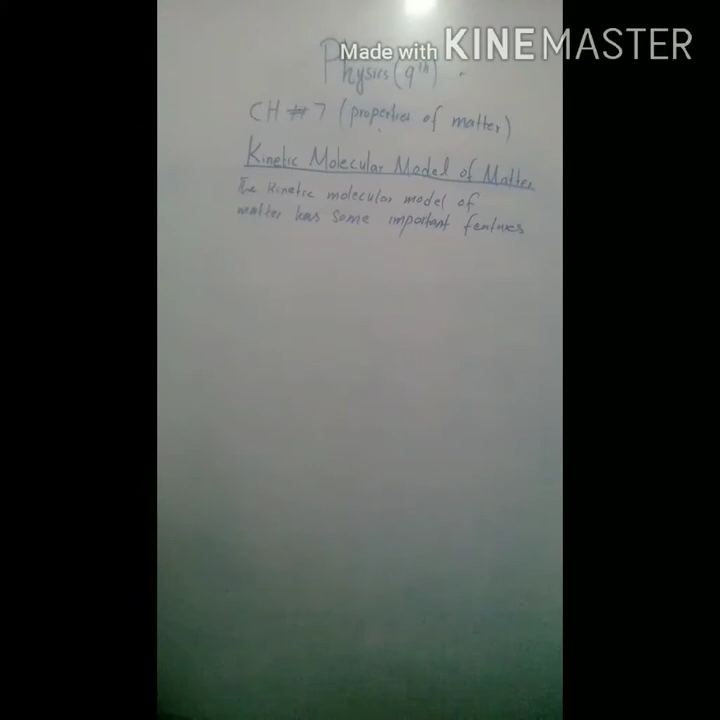 Made with KINEMASTER
Physics (9th)
CH # 7 (properties of matter)
Kinetic Molecular Model of Matter
The Kinetic molecular model of
matter has some important features